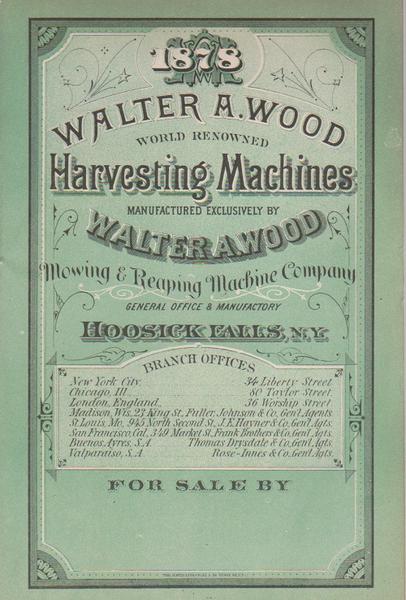 1878
WALTER A. WOOD
WORLD RENOWNED
Harvesting Machines
MANUFACTURED EXCLUSIVELY BY
WALTER A. WOOD
Mowing & Reaping Machine Company
GENERAL OFFICE & MANUFACTORY
HOOSICK FALLS, N.Y.
BRANCH OFFICES
New York City. 34 Liberty Street.
Chicago, Ill. 80 Taylor Street.
London, England. 36 Worship Street.
Madison, Wis. 23 King St., Fuller, Johnson & Co. Gen'l Agents.
St. Louis, Mo. 945 North Second St., J.F. Hayner & Co. Gen'l Agts.
San Francisco, Cal. 349 Market St. Frank Brothers & Co. Gen'l Agts.
Buenos Ayres, S.A. Thomas Drysdale & Co. Gen'l Agts.
Valparaiso, S.A. Rose-Innes & Co. Gen'l Agts.
FOR SALE BY